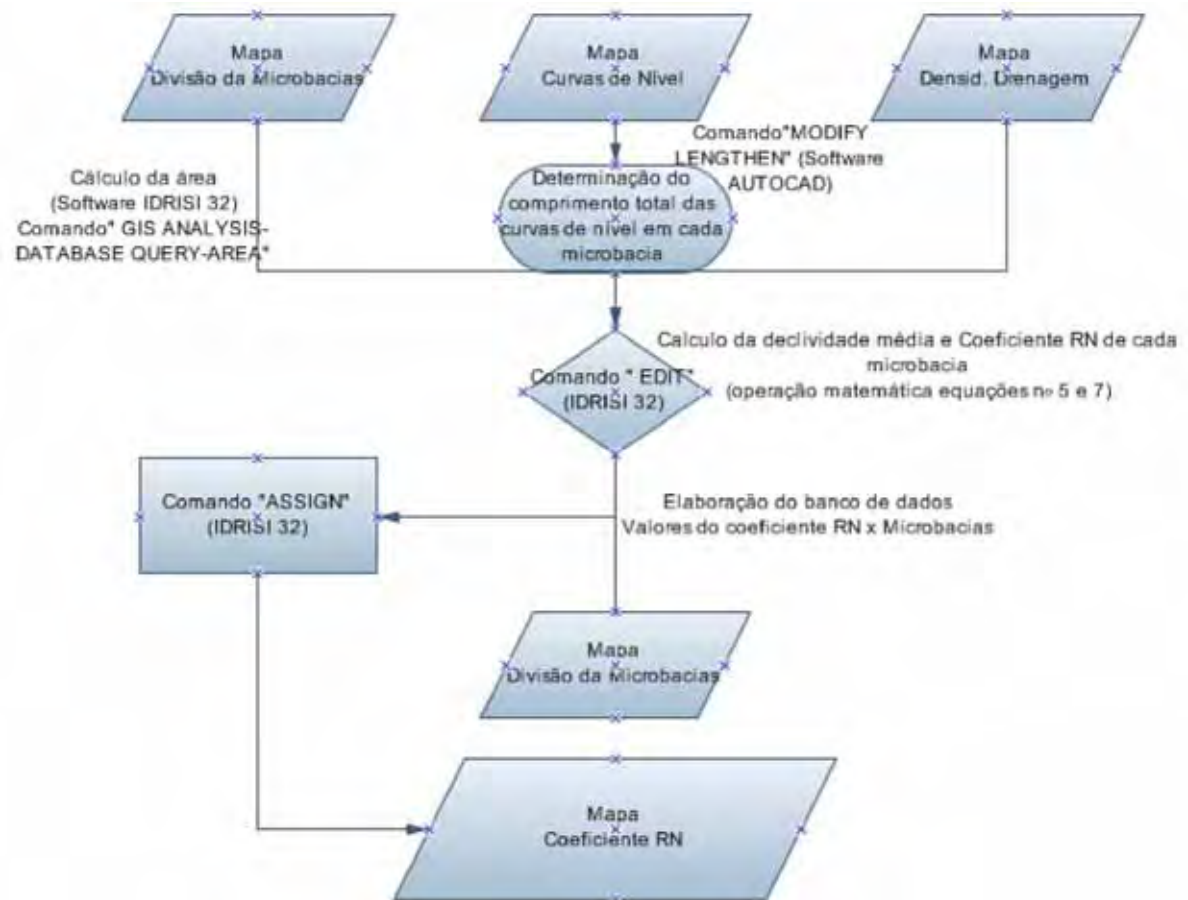 Mapa
Divisão da Microbacias
Mapa
Curvas de Nível
Mapa
Densid. Drenagem
Comando"MODIFY
LENGTHEN" (Software
AUTOCAD)
Cálculo da área
(Software IDRISI 32)
Comando" GIS ANALYSIS-
DATABASE QUERY-AREA"
Determinação do
comprimento total das
curvas de nível em cada
microbacia
Comando " EDIT"
(IDRISI 32)
Calculo da declividade média e Coeficiente RN de cada
microbacia
(operação matemática equações nº 5 e 7)
Comando "ASSIGN"
(IDRISI 32)
Elaboração do banco de dados
Valores do coeficiente RN x Microbacias
Mapa
Divisão da Microbacias
Mapa
Coeficiente RN